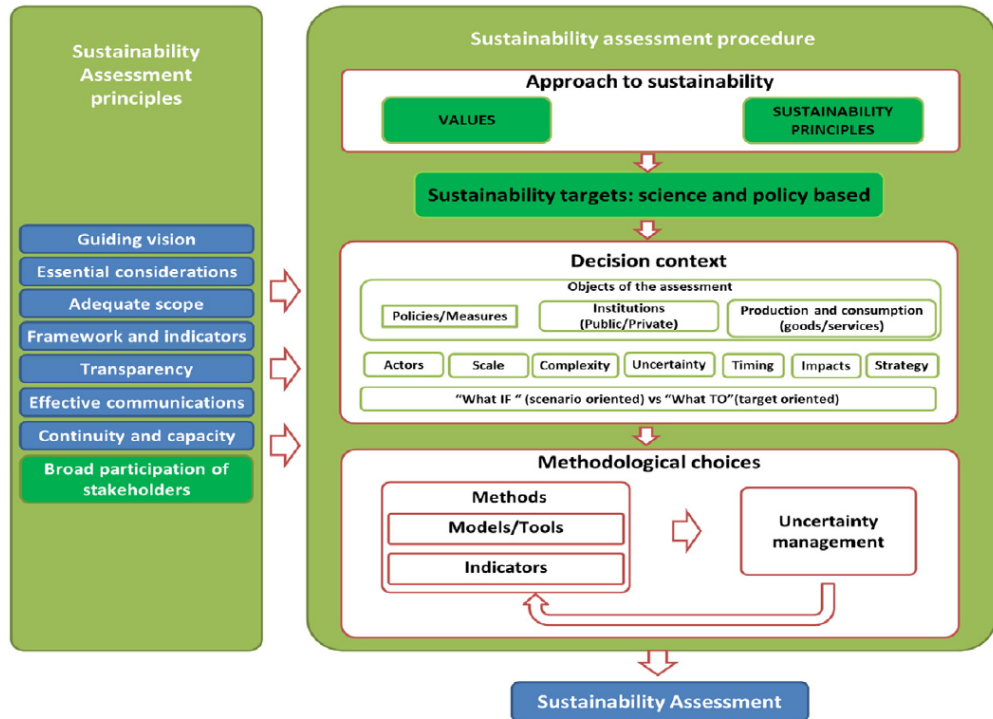 Sustainability
Assessment
principles
Guiding vision
Essential considerations
Adequate scope
Framework and indicators
Transparency
Effective communications
Continuity and capacity
Broad participation of
stakeholders
Sustainability assessment procedure
Approach to sustainability
VALUES
SUSTAINABILITY
PRINCIPLES
Sustainability targets: science and policy based
Decision context
Objects of the assessment
Policies/Measures
Institutions
(Public/Private)
Production and consumption
(goods/services)
Actors
Scale
Complexity
Uncertainty
Timing
Impacts
Strategy
“What IF “ (scenario oriented) vs “What TO”(target oriented)
Methodological choices
Methods
Models/Tools
Indicators
Uncertainty
management
Sustainability Assessment